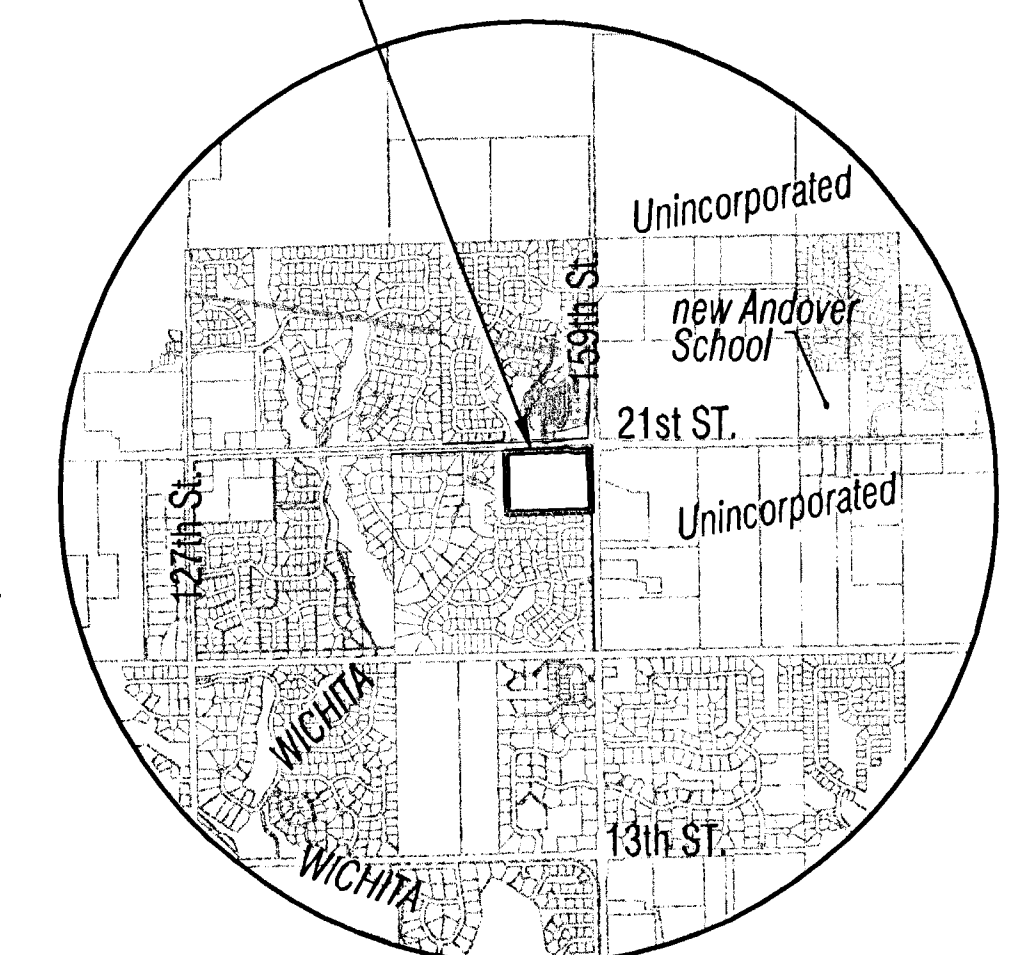 Unincorporated
159th St.
new Andover
School
21st ST.
127th St.
Unincorporated
WICHITA
13th ST.
WICHITA